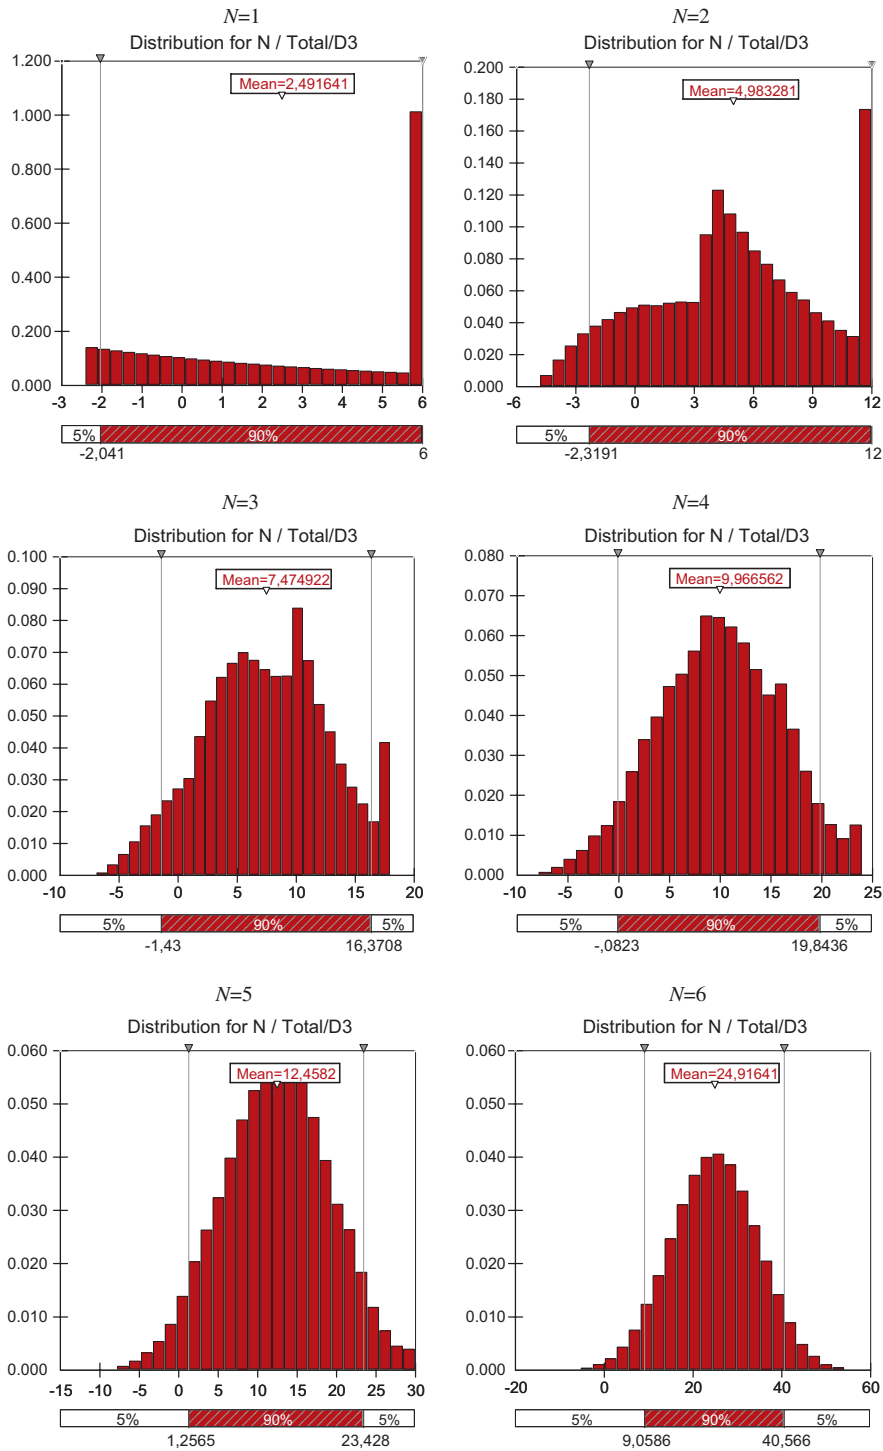 N=1
Distribution for N / Total/D3
1.200
1.000
0.800
0.600
0.400
0.200
0.000
Mean=2,491641
-3 -2 -1 0 1 2 3 4 5 6
5% 90%
-2,041 6
N=2
Distribution for N / Total/D3
0.200
0.180
0.160
0.140
0.120
0.100
0.080
0.060
0.040
0.020
0.000
Mean=4,983281
-6 -3 0 3 6 9 12
5% 90%
-2,3191 12
N=3
Distribution for N / Total/D3
0.100
0.090
0.080
0.070
0.060
0.050
0.040
0.030
0.020
0.010
0.000
Mean=7,474922
-10 -5 0 5 10 15 20
5% 90% 5%
-1,43 16,3708
N=4
Distribution for N / Total/D3
0.080
0.070
0.060
0.050
0.040
0.030
0.020
0.010
0.000
Mean=9,966562
-10 -5 0 5 10 15 20 25
5% 90% 5%
-,0823 19,8436
N=5
Distribution for N / Total/D3
0.060
0.050
0.040
0.030
0.020
0.010
0.000
Mean=12,4582
-15 -10 -5 0 5 10 15 20 25 30
5% 90% 5%
1,2565 23,428
N=6
Distribution for N / Total/D3
0.060
0.050
0.040
0.030
0.020
0.010
0.000
Mean=24,91641
-20 0 20 40 60
5% 90% 5%
9,0586 40,566